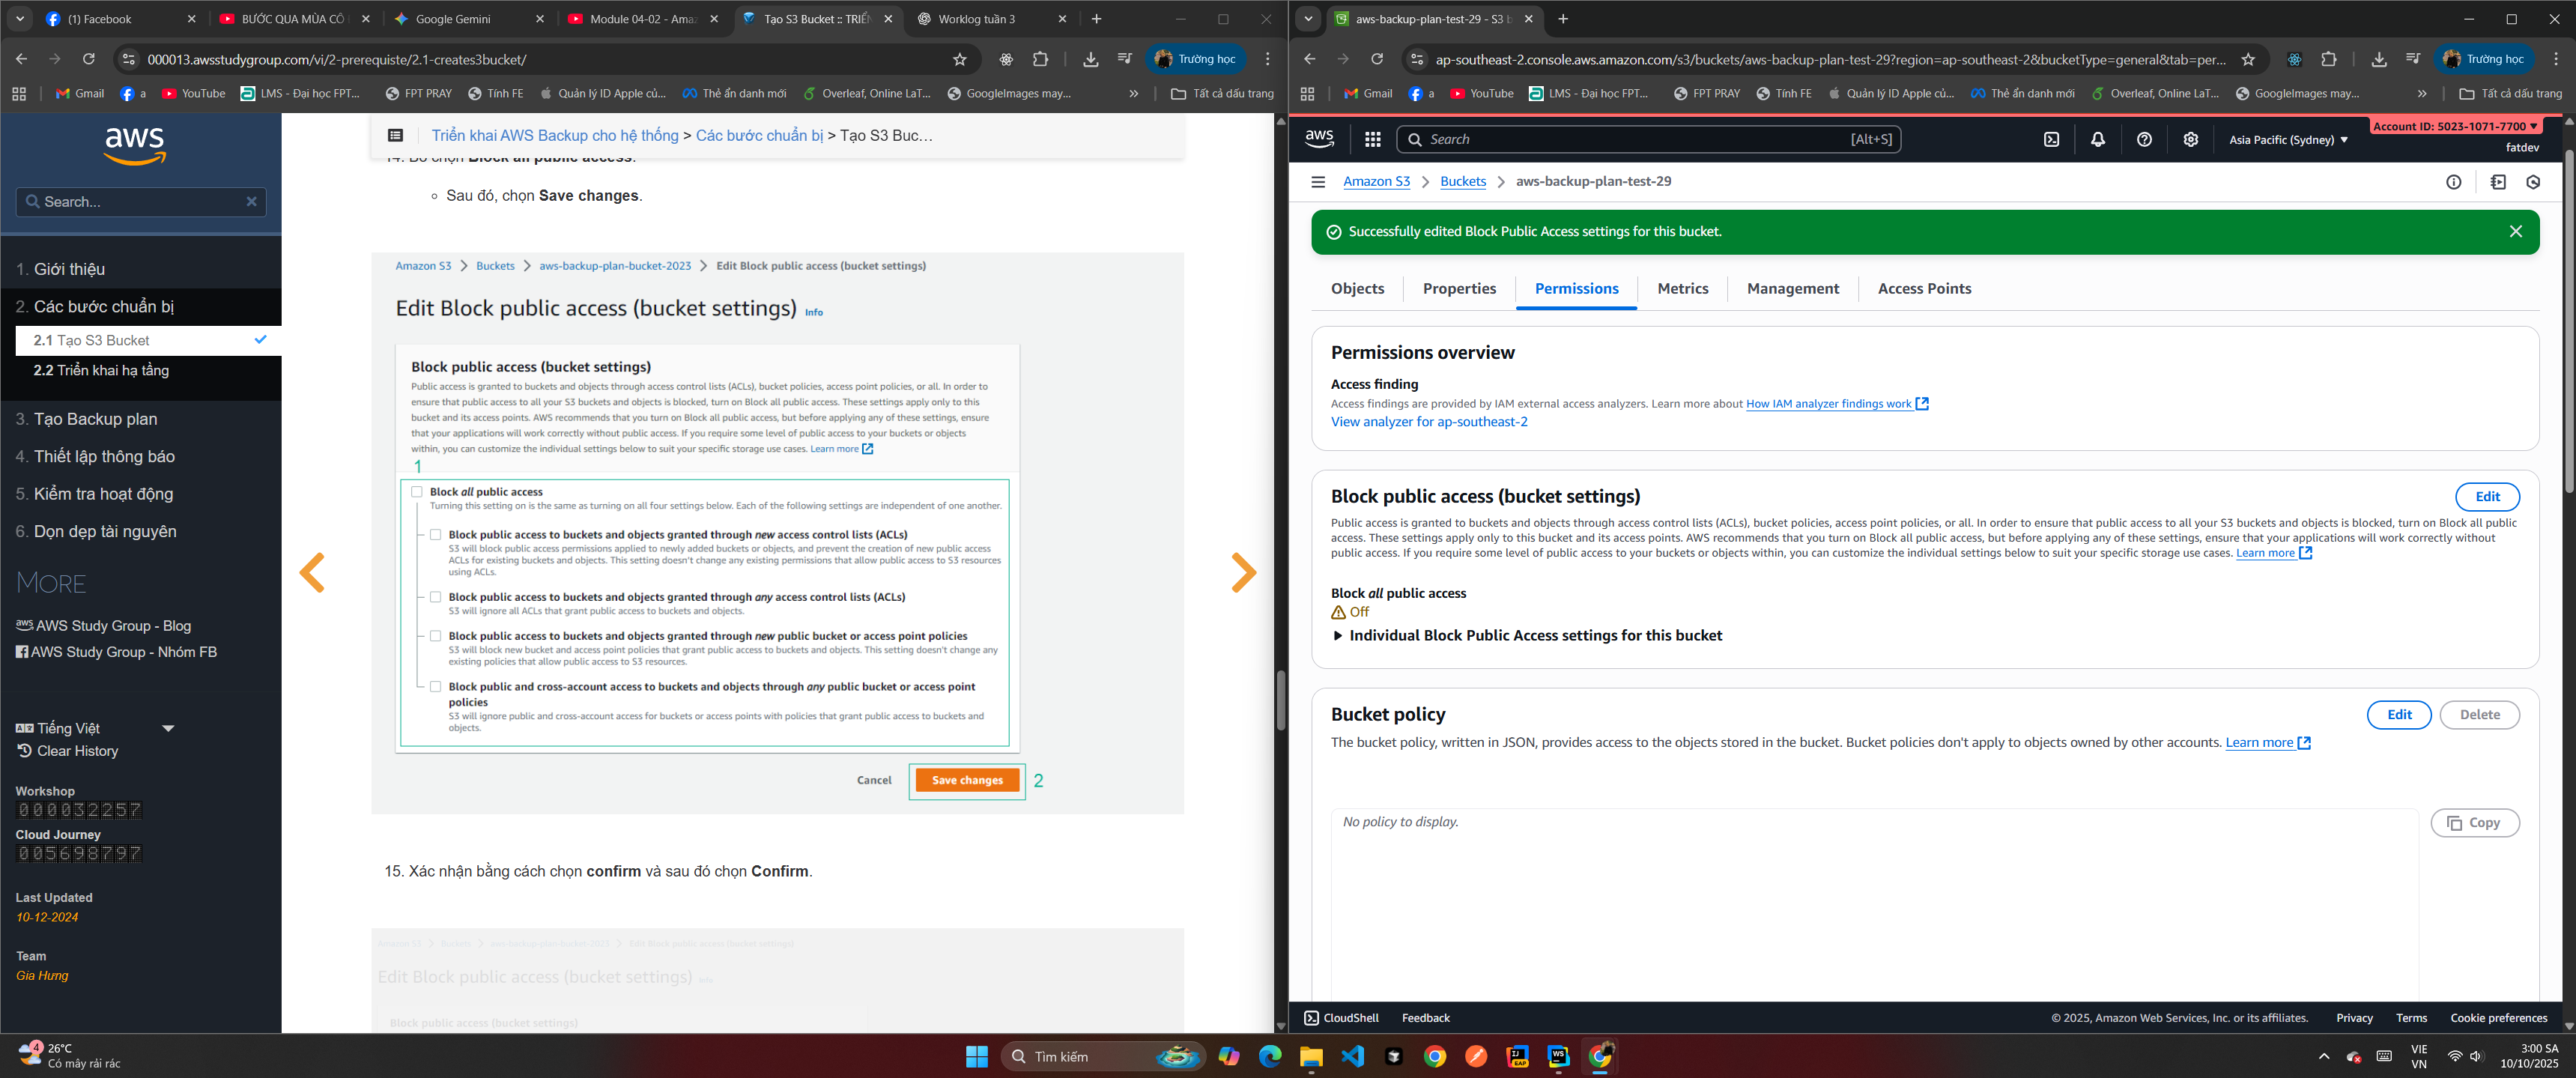 (1) Facebook
BƯỚC QUA MÙA CÔ
Google Gemini
Module 04-02 - Amaz
Tạo S3 Bucket :: TRIỂN
Worklog tuần 3
000013.awsstudygroup.com/vi/2-prerequiste/2.1-creates3bucket/
Trường học
Gmail
a
YouTube
LMS - Đại học FPT...
FPT PRAY
Tính FE
Quản lý ID Apple củ...
Thẻ ẩn danh mới
Overleaf, Online LaT...
GoogleImages may...
»
Tất cả dấu trang
aws
Search...
1. Giới thiệu
2. Các bước chuẩn bị
2.1 Tạo S3 Bucket
2.2 Triển khai hạ tầng
3. Tạo Backup plan
4. Thiết lập thông báo
5. Kiểm tra hoạt động
6. Dọn dẹp tài nguyên
MORE
aws AWS Study Group - Blog
AWS Study Group - Nhóm FB
Tiếng Việt
Clear History
Workshop
000032257
Cloud Journey
005698797
Last Updated
10-12-2024
Team
Gia Hưng
Triển khai AWS Backup cho hệ thống > Các bước chuẩn bị > Tạo S3 Buc...
14. Bỏ chọn Block all public access.
Sau đó, chọn Save changes.
Amazon S3 > Buckets > aws-backup-plan-bucket-2023 > Edit Block public access (bucket settings)
Edit Block public access (bucket settings) Info
Block public access (bucket settings)
Public access is granted to buckets and objects through access control lists (ACLs), bucket policies, access point policies, or all. In order to
ensure that public access to all your S3 buckets and objects is blocked, turn on Block all public access. These settings apply only to this
bucket and its access points. AWS recommends that you turn on Block all public access, but before applying any of these settings, ensure
that your applications will work correctly without public access. If you require some level of public access to your buckets or objects
within, you can customize the individual settings below to suit your specific storage use cases. Learn more
1
Block all public access
Turning this setting on is the same as turning on all four settings below. Each of the following settings are independent of one another.
Block public access to buckets and objects granted through new access control lists (ACLs)
S3 will block public access permissions applied to newly added buckets or objects, and prevent the creation of new public access
ACLs for existing buckets and objects. This setting doesn't change any existing permissions that allow public access to S3 resources
using ACLs.
Block public access to buckets and objects granted through any access control lists (ACLs)
S3 will ignore all ACLs that grant public access to buckets and objects.
Block public access to buckets and objects granted through new public bucket or access point policies
S3 will block new bucket and access point policies that grant public access to buckets and objects. This setting doesn't change any
existing policies that allow public access to S3 resources.
Block public and cross-account access to buckets and objects through any public bucket or access point
policies
S3 will ignore public and cross-account access for buckets or access points with policies that grant public access to buckets and
objects.
Cancel
Save changes
2
15. Xác nhận bằng cách chọn confirm và sau đó chọn Confirm.
Amazon S3 > Buckets > aws-backup-plan-bucket-2023 > Edit Block public access (bucket settings)
Edit Block public access (bucket settings) Info
Block public access (bucket settings)
aws-backup-plan-test-29 - S3 b
ap-southeast-2.console.aws.amazon.com/s3/buckets/aws-backup-plan-test-29?region=ap-southeast-2&bucketType=general&tab=per...
Trường học
Gmail
a
YouTube
LMS - Đại học FPT...
FPT PRAY
Tính FE
Quản lý ID Apple củ...
Thẻ ẩn danh mới
Overleaf, Online LaT...
GoogleImages may...
»
Tất cả dấu trang
aws
Search
[Alt+S]
Asia Pacific (Sydney)
Account ID: 5023-1071-7700
fatdev
Amazon S3 > Buckets > aws-backup-plan-test-29
Successfully edited Block Public Access settings for this bucket.
Objects
Properties
Permissions
Metrics
Management
Access Points
Permissions overview
Access finding
Access findings are provided by IAM external access analyzers. Learn more about How IAM analyzer findings work
View analyzer for ap-southeast-2
Block public access (bucket settings)
Edit
Public access is granted to buckets and objects through access control lists (ACLs), bucket policies, access point policies, or all. In order to ensure that public access to all your S3 buckets and objects is blocked, turn on Block all public
access. These settings apply only to this bucket and its access points. AWS recommends that you turn on Block all public access, but before applying any of these settings, ensure that your applications will work correctly without
public access. If you require some level of public access to your buckets or objects within, you can customize the individual settings below to suit your specific storage use cases. Learn more
Block all public access
Off
Individual Block Public Access settings for this bucket
Bucket policy
Edit
Delete
The bucket policy, written in JSON, provides access to the objects stored in the bucket. Bucket policies don't apply to objects owned by other accounts. Learn more
No policy to display.
Copy
CloudShell
Feedback
© 2025, Amazon Web Services, Inc. or its affiliates.
Privacy
Terms
Cookie preferences
4
26°C
Có mây rải rác
Tìm kiếm
VIE
VN
3:00 SA
10/10/2025